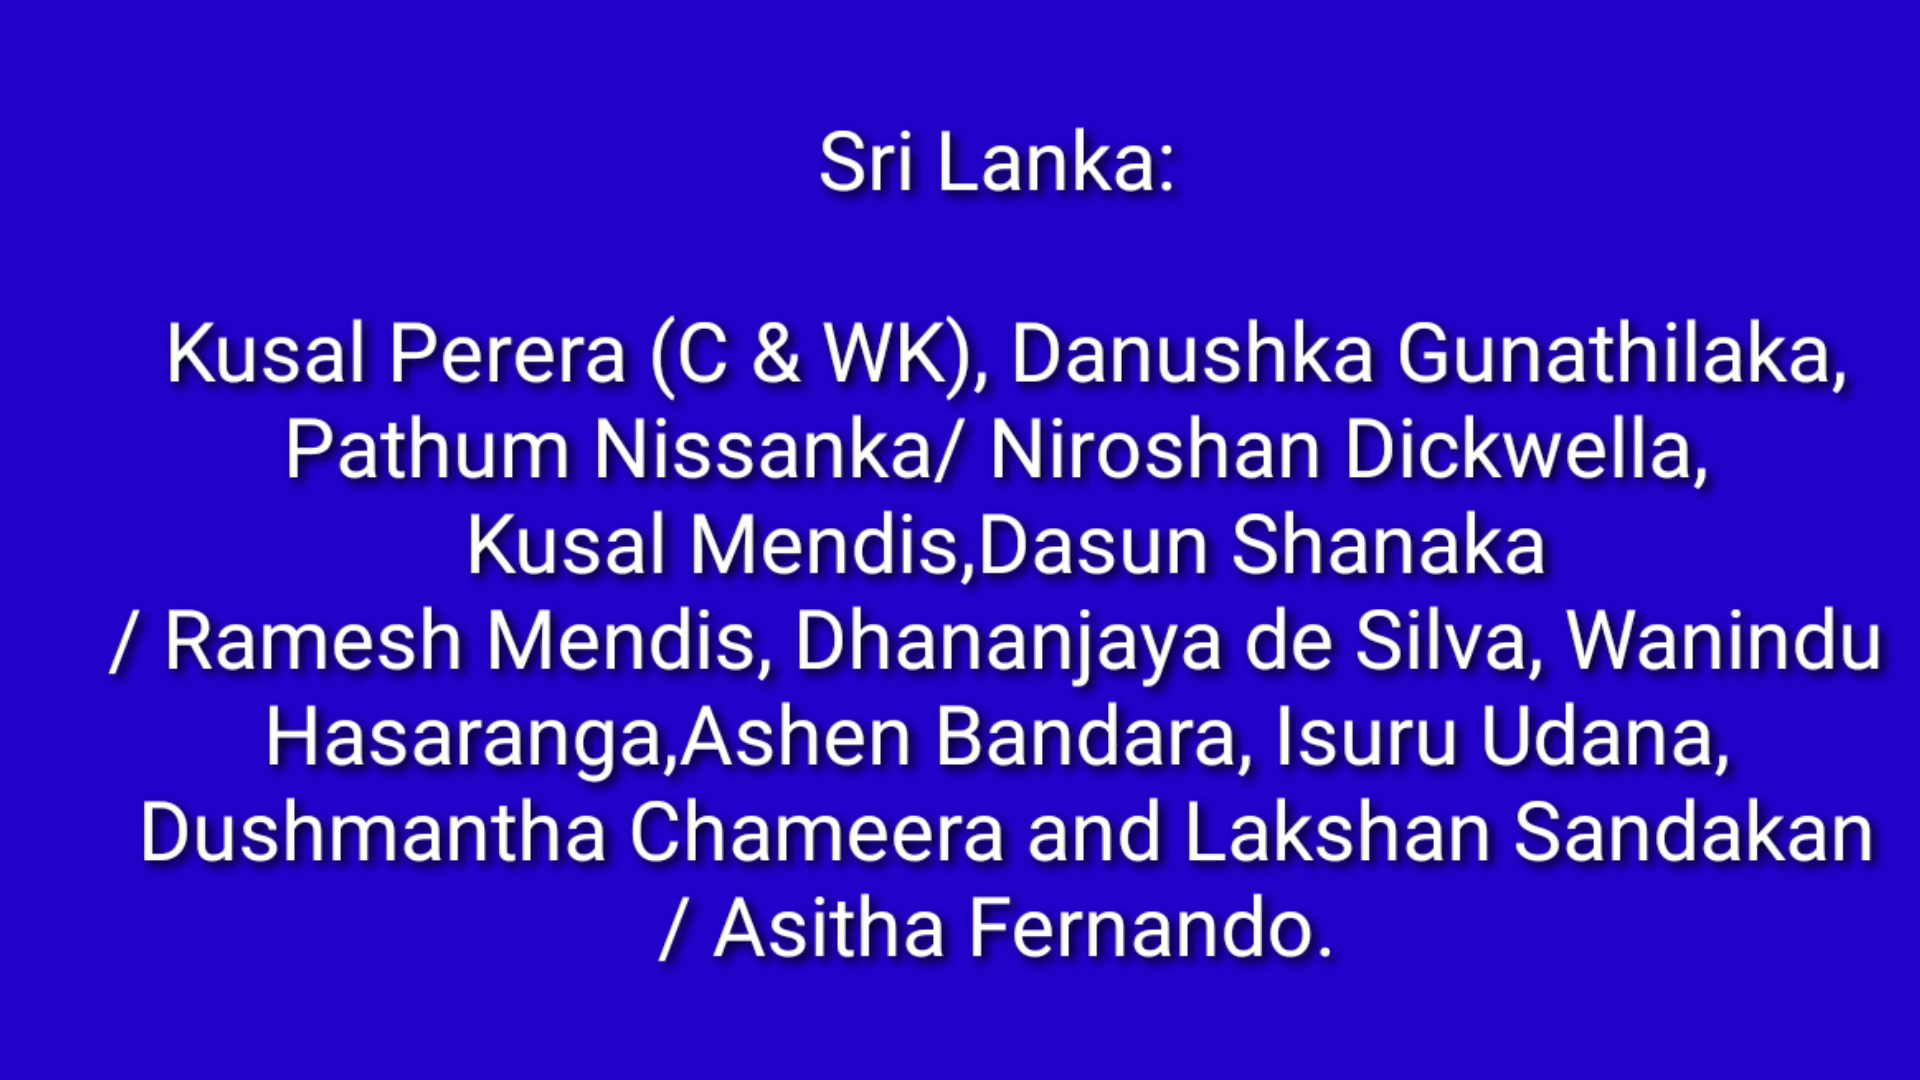 Sri Lanka:
Kusal Perera (C & WK), Danushka Gunathilaka,
Pathum Nissanka/ Niroshan Dickwella,
Kusal Mendis,Dasun Shanaka
/ Ramesh Mendis, Dhananjaya de Silva, Wanindu
Hasaranga,Ashen Bandara, Isuru Udana,
Dushmantha Chameera and Lakshan Sandakan
/ Asitha Fernando.